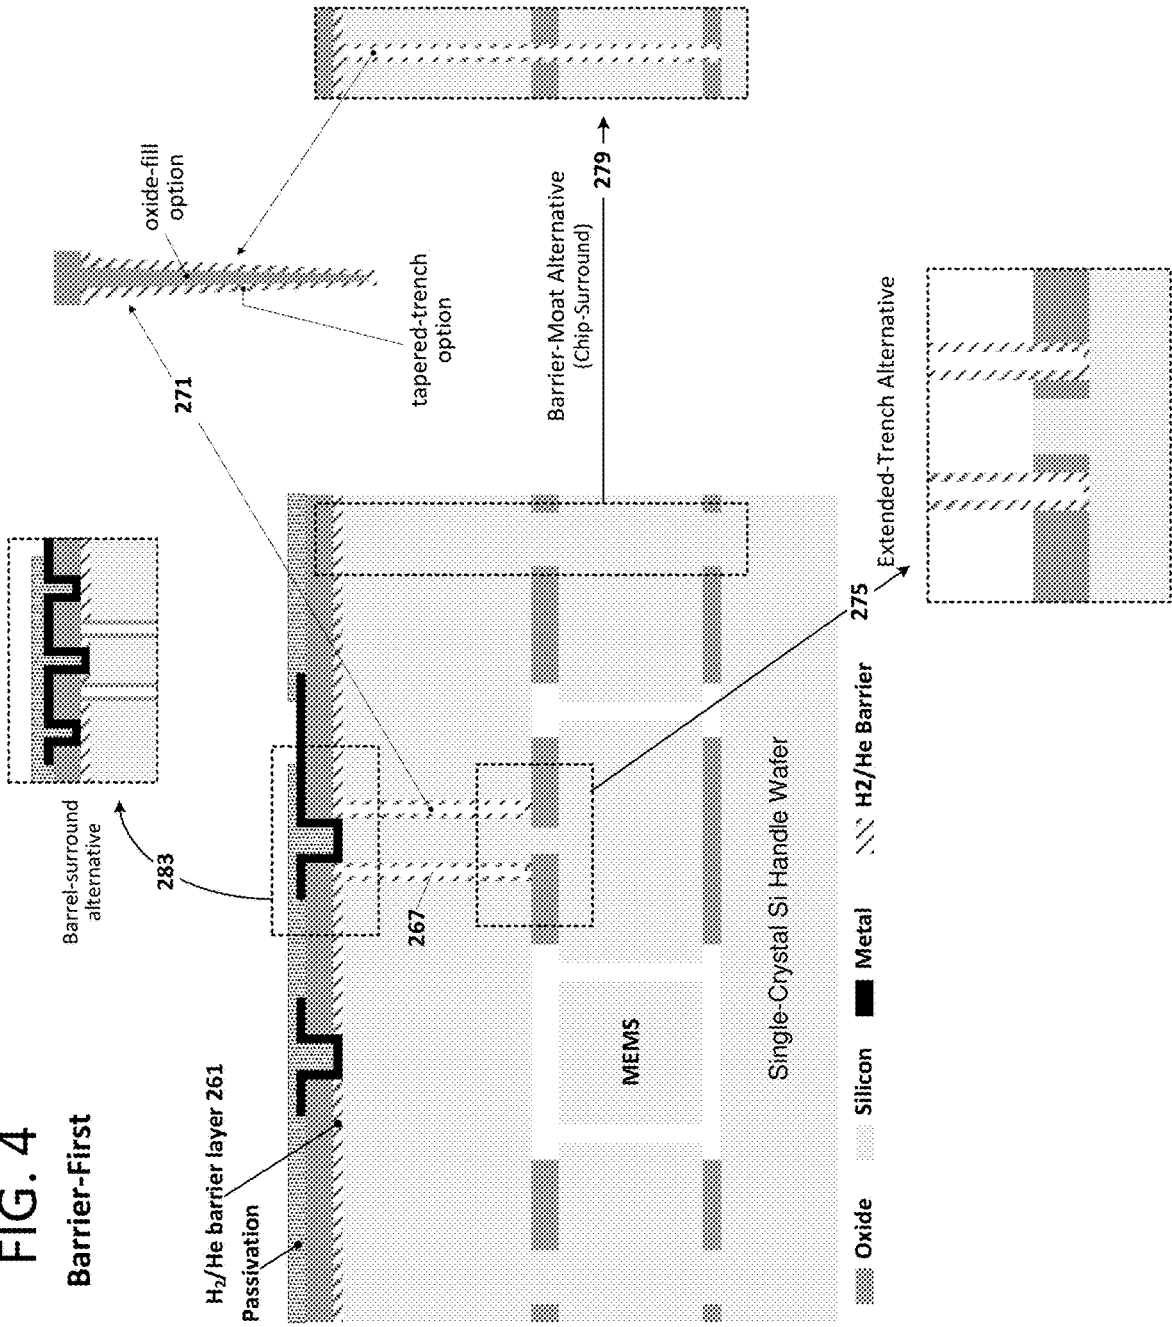 FIG. 4
Barrier-First
H₂/He barrier layer 261
Passivation
Barrel-surround
alternative
283
267
271
oxide-fill
option
tapered-trench
option
Barrier-Moat Alternative
(Chip-Surround)
279
275
Extended-Trench Alternative
MEMS
Single-Crystal Si Handle Wafer
Oxide
Silicon
Metal
H2/He Barrier